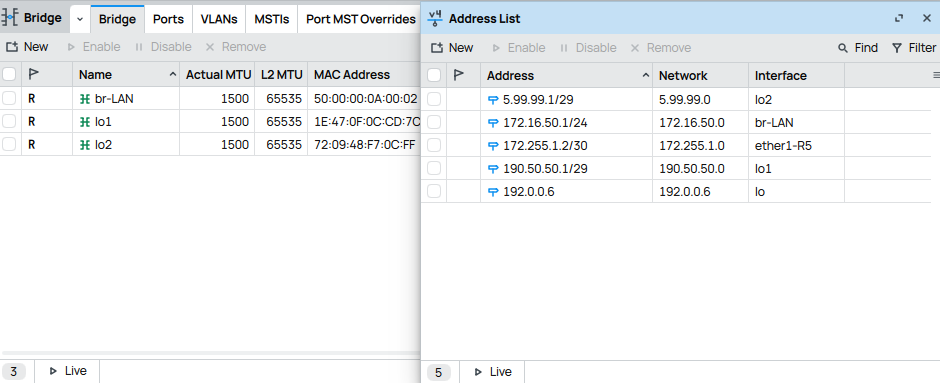 Bridge Bridge Ports VLANs MSTIs Port MST Overrides
New Enable Disable Remove
Name Actual MTU L2 MTU MAC Address
R br-LAN 1500 65535 50:00:00:0A:00:02
R lo1 1500 65535 1E:47:0F:0C:CD:7C
R lo2 1500 65535 72:09:48:F7:0C:FF
3 Live
v4 Address List
New Enable Disable Remove Find Filter
Address Network Interface
5.99.99.1/29 5.99.99.0 lo2
172.16.50.1/24 172.16.50.0 br-LAN
172.255.1.2/30 172.255.1.0 ether1-R5
190.50.50.1/29 190.50.50.0 lo1
192.0.0.6 192.0.0.6 lo
5 Live